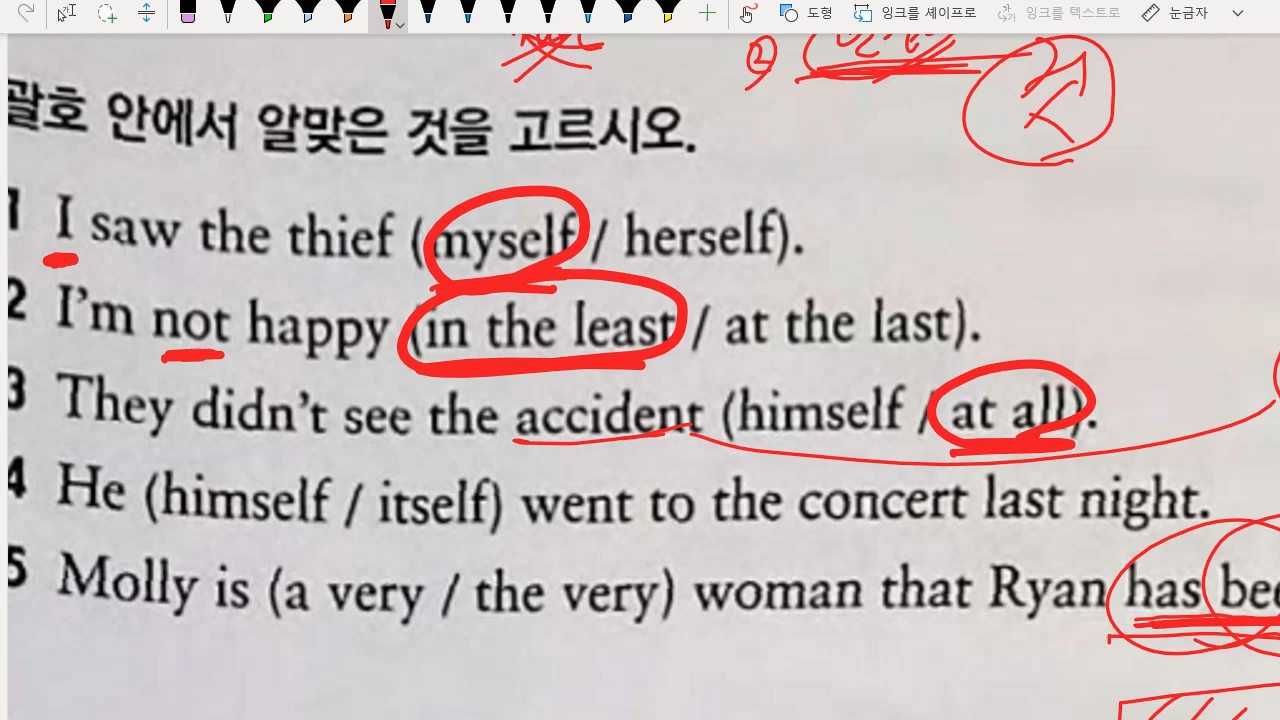 도형 잉크를 셰이프로 잉크를 텍스트로 눈금자
괄호 안에서 알맞은 것을 고르시오.
1 I saw the thief (myself / herself).
2 I'm not happy (in the least / at the last).
3 They didn't see the accident (himself / at all).
4 He (himself / itself) went to the concert last night.
5 Molly is (a very / the very) woman that Ryan has